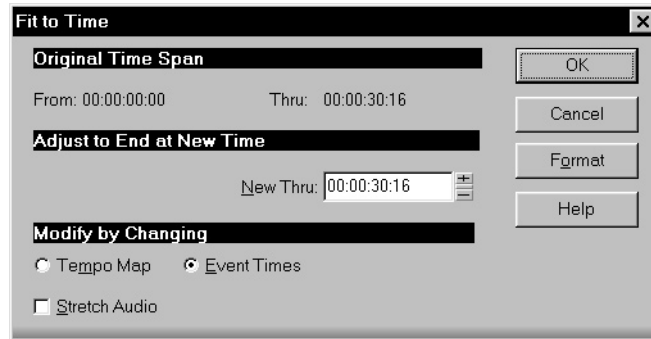 Fit to Time
Original Time Span
From: 00:00:00:00 Thru: 00:00:30:16
Adjust to End at New Time
New Thru: 00:00:30:16
Modify by Changing
Tempo Map Event Times
Stretch Audio
OK
Cancel
Format
Help